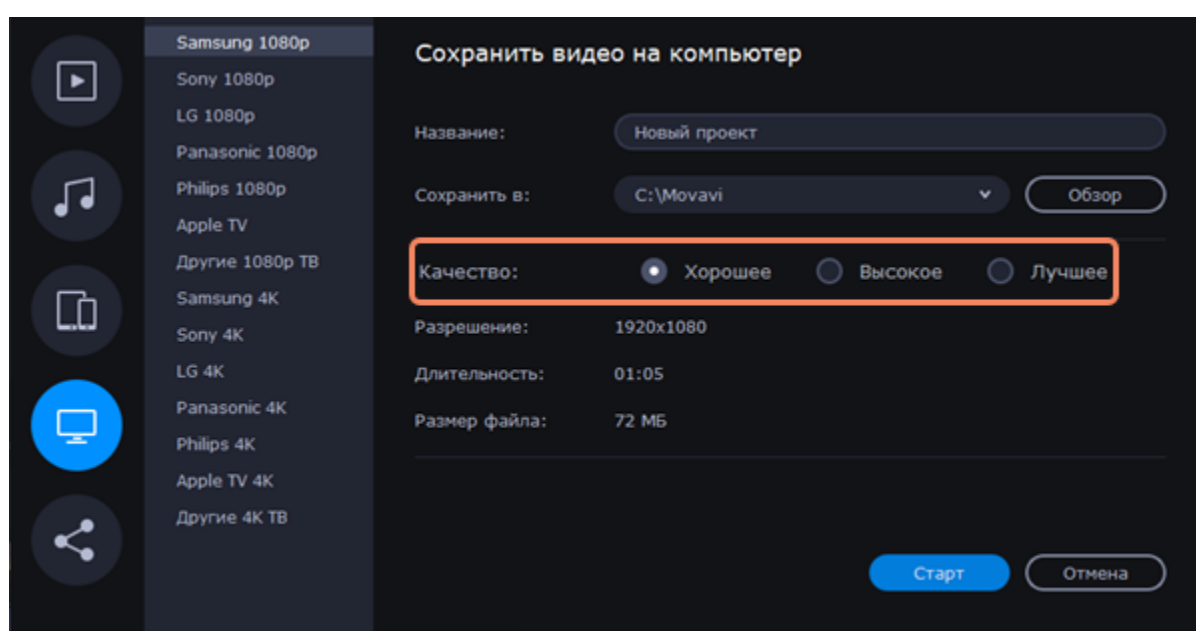 Samsung 1080p
Sony 1080p
LG 1080p
Panasonic 1080p
Philips 1080p
Apple TV
Другие 1080p ТВ
Samsung 4K
Sony 4K
LG 4K
Panasonic 4K
Philips 4K
Apple TV 4K
Другие 4K ТВ
Сохранить видео на компьютер
Название: Новый проект
Сохранить в: C:\Movavi Обзор
Качество: Хорошее Высокое Лучшее
Разрешение: 1920x1080
Длительность: 01:05
Размер файла: 72 МБ
Старт Отмена